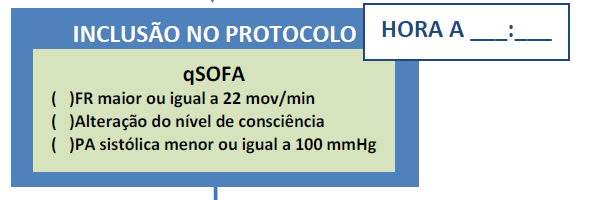 INCLUSÃO NO PROTOCOLO
HORA A ___:___
qSOFA
( )FR maior ou igual a 22 mov/min
( )Alteração do nível de consciência
( )PA sistólica menor ou igual a 100 mmHg